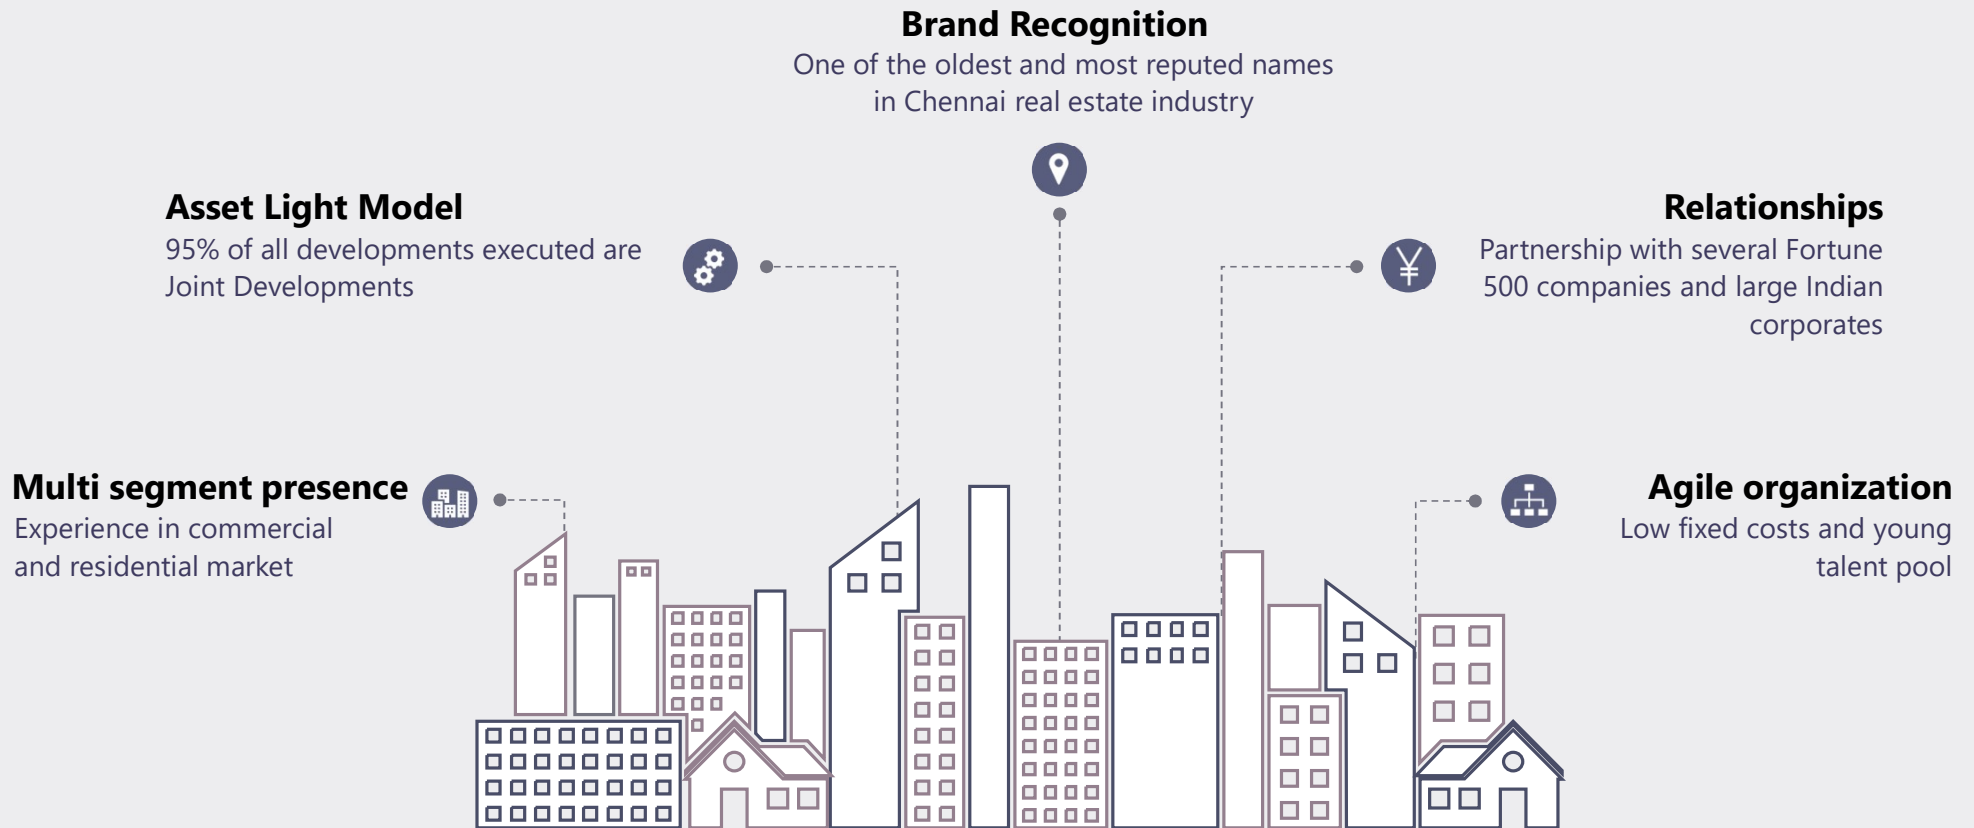 Brand Recognition
One of the oldest and most reputed names
in Chennai real estate industry
Asset Light Model
95% of all developments executed are
Joint Developments
Relationships
Partnership with several Fortune
500 companies and large Indian
corporates
Multi segment presence
Experience in commercial
and residential market
Agile organization
Low fixed costs and young
talent pool